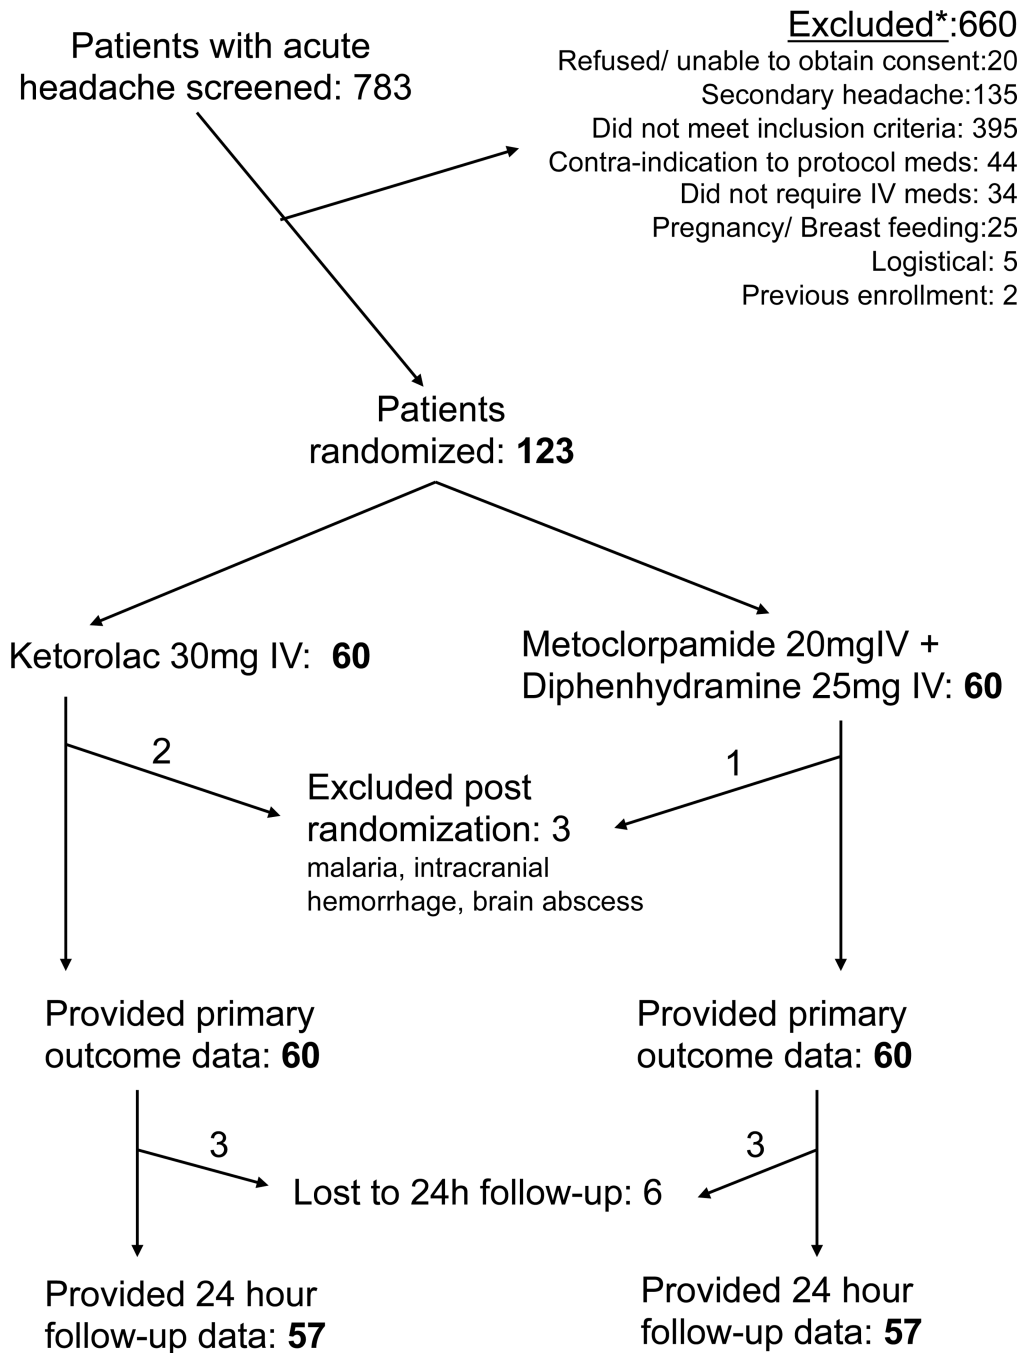 Patients with acute
headache screened: 783
Excluded*:660
Refused/ unable to obtain consent:20
Secondary headache:135
Did not meet inclusion criteria: 395
Contra-indication to protocol meds: 44
Did not require IV meds: 34
Pregnancy/ Breast feeding:25
Logistical: 5
Previous enrollment: 2
Patients
randomized: 123
Ketorolac 30mg IV: 60
Metoclorpamide 20mgIV +
Diphenhydramine 25mg IV: 60
2
1
Excluded post
randomization: 3
malaria, intracranial
hemorrhage, brain abscess
Provided primary
outcome data: 60
Provided primary
outcome data: 60
3
3
Lost to 24h follow-up: 6
Provided 24 hour
follow-up data: 57
Provided 24 hour
follow-up data: 57